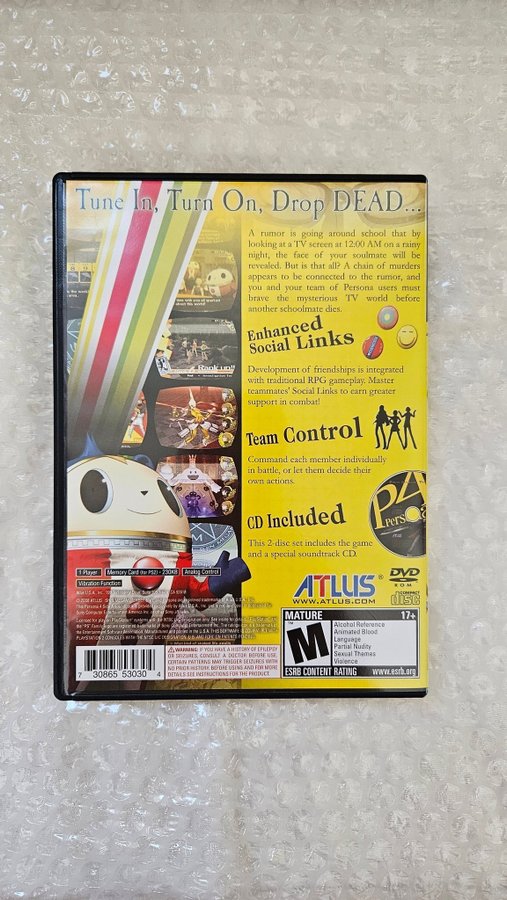 Tune In, Turn On, Drop DEAD...
A rumor is going around school that by
looking at a TV screen at 12:00 AM on a rainy
night, the face of your soulmate will be
revealed. But is that all? A chain of murders
appears to be connected to the rumor, and
you and your team of Persona users must
brave the mysterious TV world before
another schoolmate dies.
Rank up!!
Enhanced
Social Links
Development of friendships is integrated
with traditional RPG gameplay. Master
teammates' Social Links to earn greater
support in combat!
Team Control
Command each member individually
in battle, or let them decide their
own actions.
CD Included
This 2-disc set includes the game
and a special soundtrack CD.
P4
Persona
1 Player
Memory Card (for PS2) - 230KB
Analog Control
Vibration Function
ATLUS®
WWW.ATLUS.COM
DVD
ROM
COMPACT
disc
MATURE 17+
M
Alcohol Reference
Animated Blood
Language
Partial Nudity
Sexual Themes
Violence
ESRB CONTENT RATING www.esrb.org
7 30865 53030 4
WARNING: IF YOU HAVE A HISTORY OF EPILEPSY
OR SEIZURES, CONSULT A DOCTOR BEFORE USE.
CERTAIN PATTERNS MAY TRIGGER SEIZURES WITH
NO PRIOR HISTORY. BEFORE USING AND FOR MORE
DETAILS SEE INSTRUCTIONS FOR THE PRODUCT.